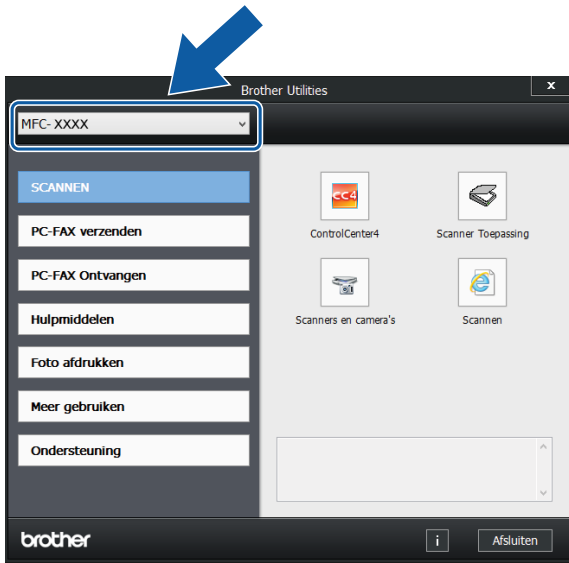 Brother Utilities
x
MFC- XXXX
SCANNEN
PC-FAX verzenden
PC-FAX Ontvangen
Hulpmiddelen
Foto afdrukken
Meer gebruiken
Ondersteuning
CC4
ControlCenter4
Scanner Toepassing
Scanners en camera's
Scannen
brother
i
Afsluiten